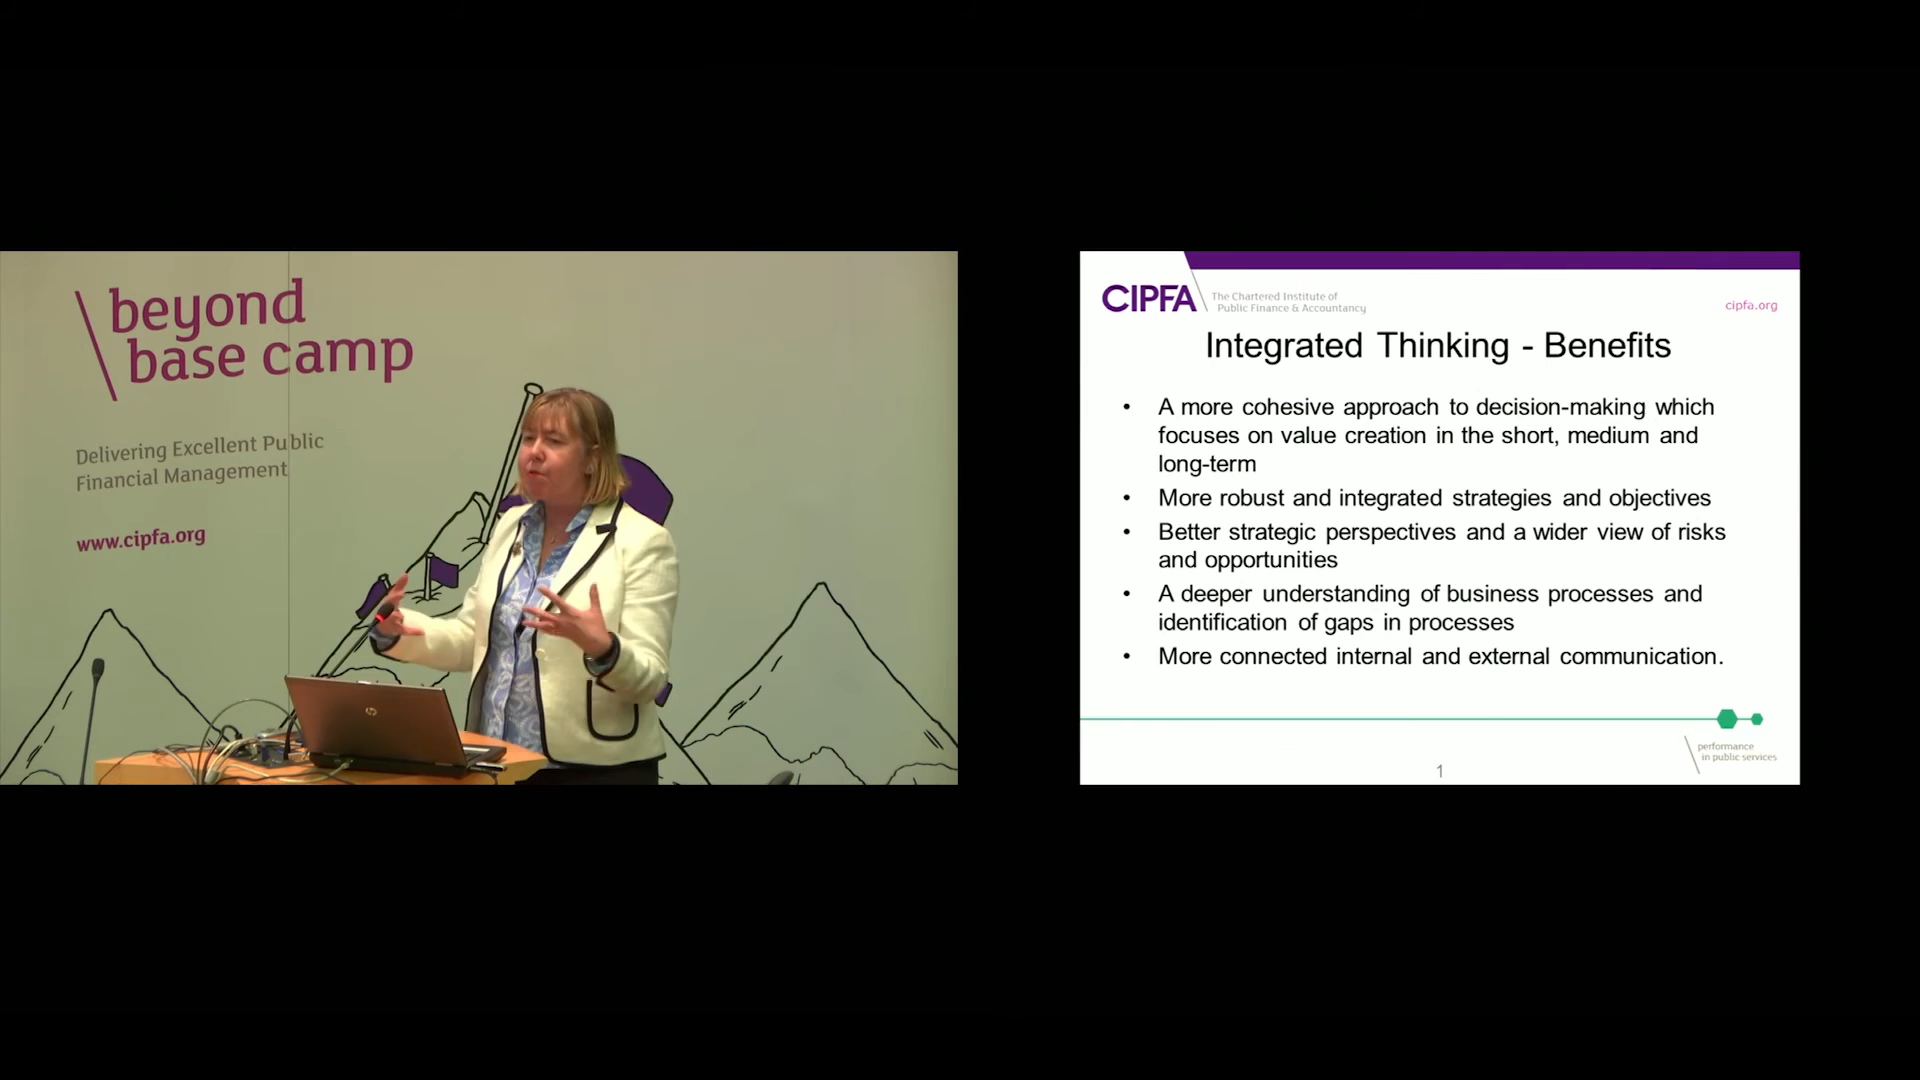 beyond
base camp
Delivering Excellent Public
Financial Management
www.cipfa.org
hp
CIPFA
The Chartered Institute of
Public Finance & Accountancy
cipfa.org
Integrated Thinking - Benefits
• A more cohesive approach to decision-making which
focuses on value creation in the short, medium and
long-term
• More robust and integrated strategies and objectives
• Better strategic perspectives and a wider view of risks
and opportunities
• A deeper understanding of business processes and
identification of gaps in processes
• More connected internal and external communication.
performance
in public services
1